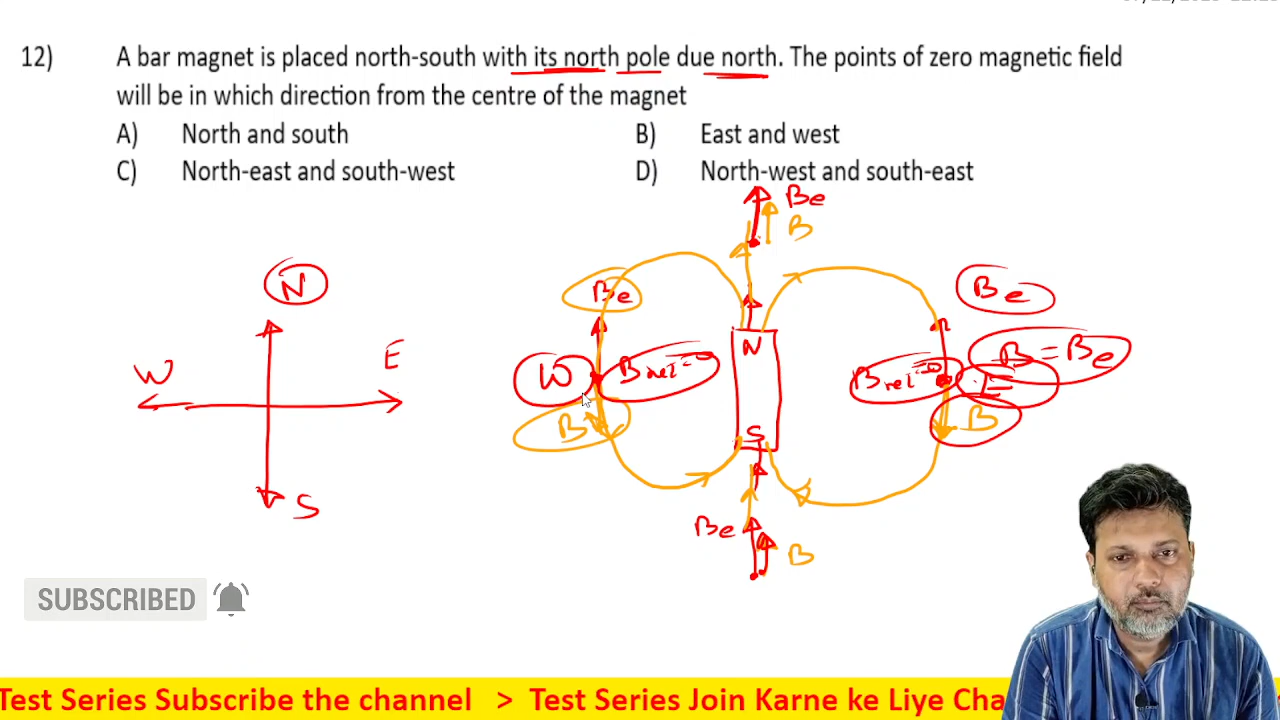 12) A bar magnet is placed north-south with its north pole due north. The points of zero magnetic field
will be in which direction from the centre of the magnet
A) North and south B) East and west
C) North-east and south-west D) North-west and south-east
Be
B
N
Be
Be
W
E
N
B = Be
W
Bnet=0
Bnet=0
B
B
S
S
Be
B
SUBSCRIBED
Test Series Subscribe the channel > Test Series Join Karne ke Liye Cha